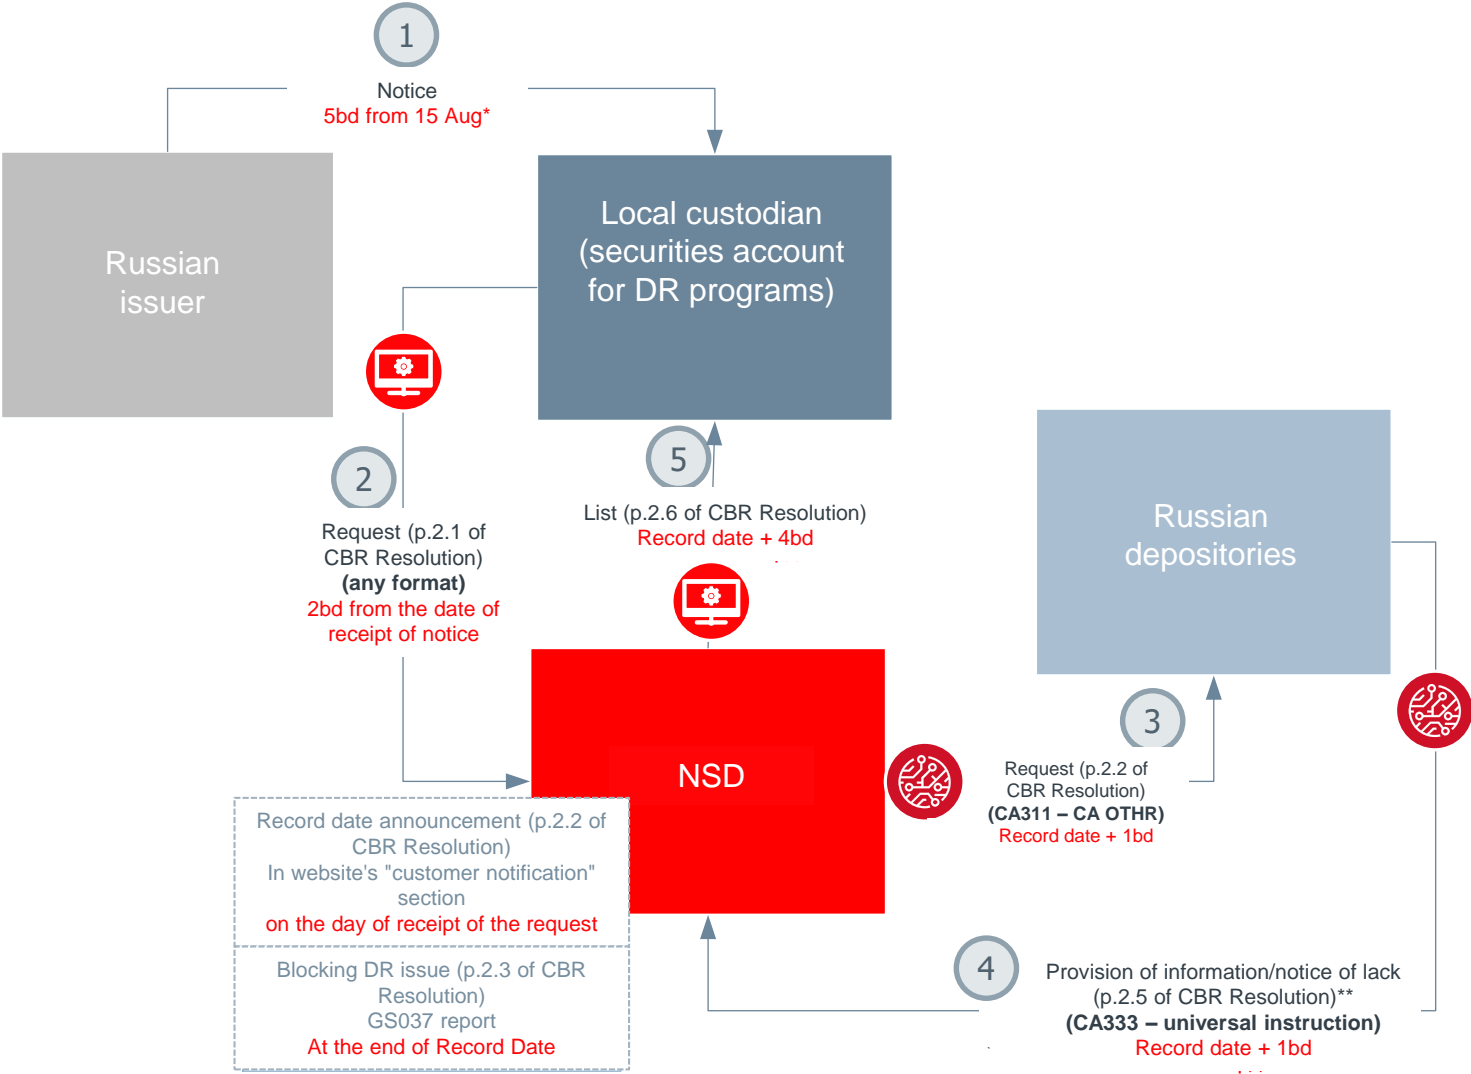 1
Notice
5bd from 15 Aug*
Russian
issuer
Local custodian
(securities account
for DR programs)
2
Request (p.2.1 of
CBR Resolution)
(any format)
2bd from the date of
receipt of notice
5
List (p.2.6 of CBR Resolution)
Record date + 4bd
Russian
depositories
NSD
3
Request (p.2.2 of
CBR Resolution)
(CA311 – CA OTHR)
Record date + 1bd
Record date announcement (p.2.2 of
CBR Resolution)
In website's "customer notification"
section
on the day of receipt of the request
Blocking DR issue (p.2.3 of CBR
Resolution)
GS037 report
At the end of Record Date
4
Provision of information/notice of lack
(p.2.5 of CBR Resolution)**
(CA333 – universal instruction)
Record date + 1bd